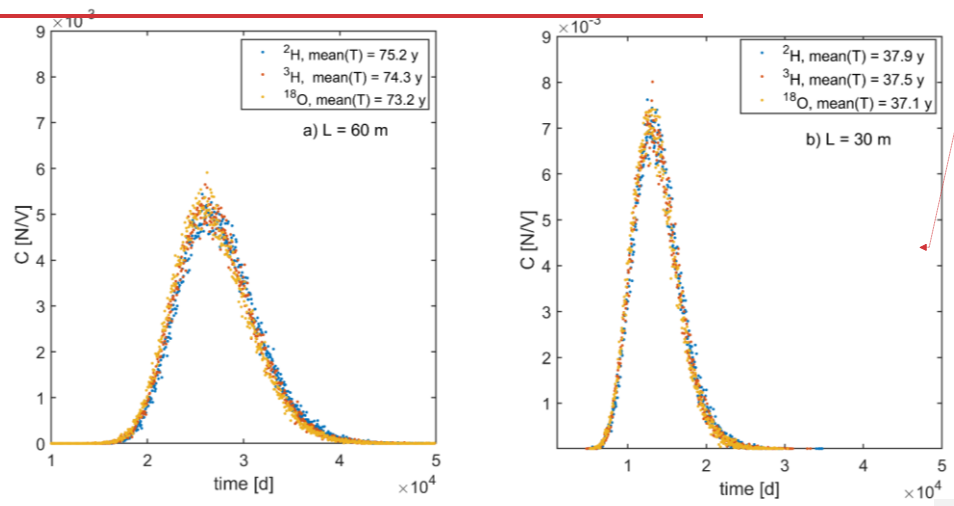 ×10⁻³
9
8
7
6
5
4
3
2
1
0
C [N/V]
²H, mean(T) = 75.2 y
³H, mean(T) = 74.3 y
¹⁸O, mean(T) = 73.2 y
a) L = 60 m
1 2 3 4 5
time [d]
×10⁴
×10⁻³
9
8
7
6
5
4
3
2
1
C [N/V]
²H, mean(T) = 37.9 y
³H, mean(T) = 37.5 y
¹⁸O, mean(T) = 37.1 y
b) L = 30 m
1 2 3 4 5
time [d]
×10⁴